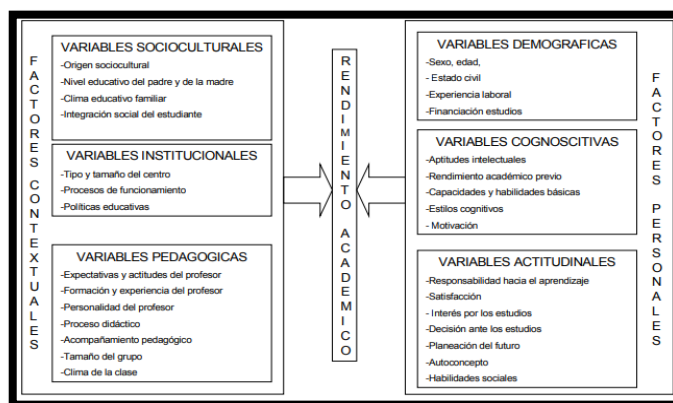 FACTORES CONTEXTUALES
VARIABLES SOCIOCULTURALES
-Origen sociocultural
-Nivel educativo del padre y de la madre
-Clima educativo familiar
-Integración social del estudiante
VARIABLES INSTITUCIONALES
-Tipo y tamaño del centro
-Procesos de funcionamiento
-Políticas educativas
VARIABLES PEDAGOGICAS
-Expectativas y actitudes del profesor
-Formación y experiencia del profesor
-Personalidad del profesor
-Proceso didáctico
-Acompañamiento pedagógico
-Tamaño del grupo
-Clima de la clase
RENDIMIENTO ACADEMICO
VARIABLES DEMOGRAFICAS
-Sexo, edad,
- Estado civil
-Experiencia laboral
-Financiación estudios
VARIABLES COGNOSCITIVAS
-Aptitudes intelectuales
-Rendimiento académico previo
-Capacidades y habilidades básicas
-Estilos cognitivos
- Motivación
VARIABLES ACTITUDINALES
-Responsabilidad hacia el aprendizaje
-Satisfacción
- Interés por los estudios
-Decisión ante los estudios
-Planeación del futuro
-Autoconcepto
-Habilidades sociales
FACTORES PERSONALES